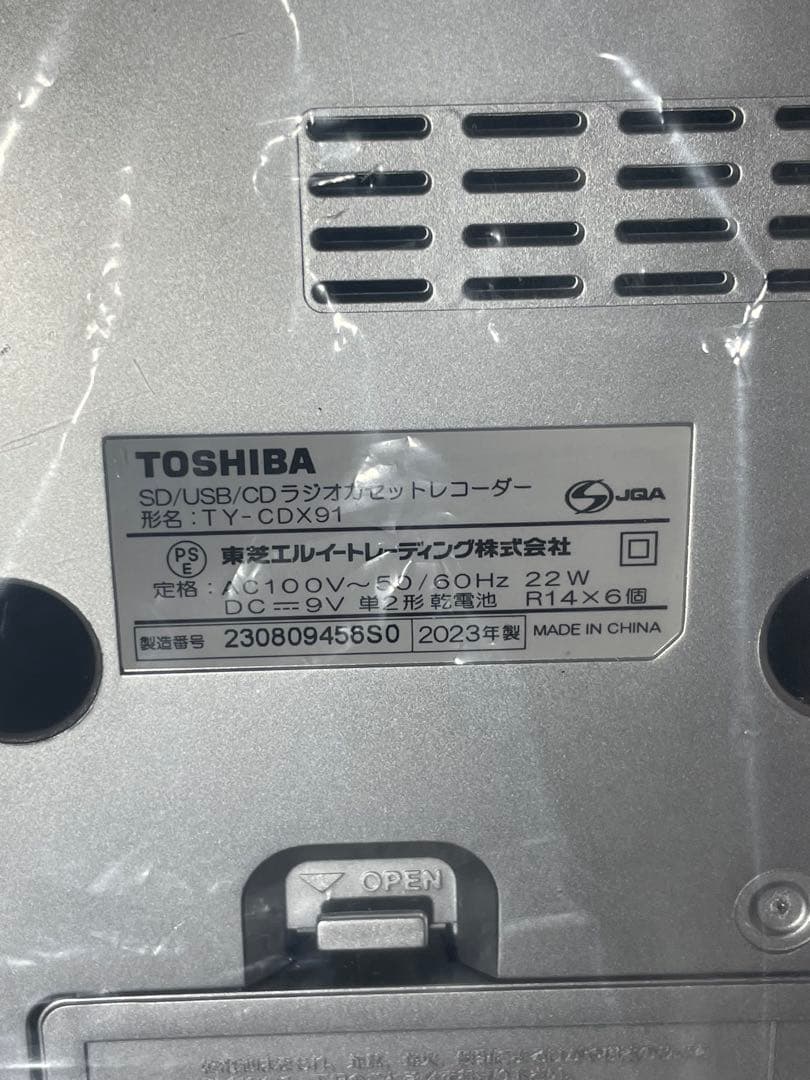 TOSHIBA
SD/USB/CDラジオカセットレコーダー
JQA
形名:TY-CDX91
PS
E
東芝エルイートレーディング株式会社
定格:AC100V～50/60Hz 22W
DC⎓9V 単2形乾電池 R14×6個
製造番号 230809458S0 2023年製 MADE IN CHINA
OPEN